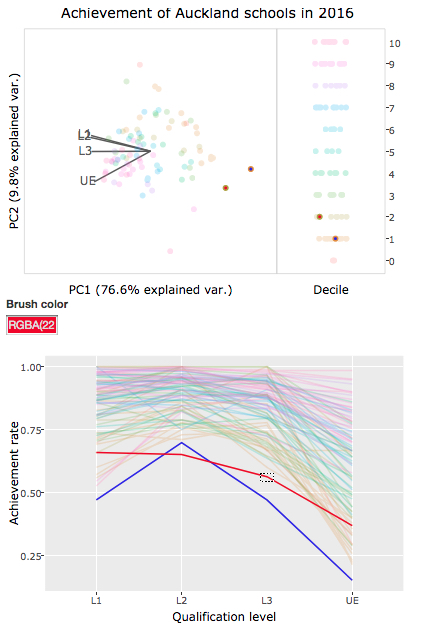 Achievement of Auckland schools in 2016
PC2 (9.8% explained var.)
L3
UE
10
9
8
7
6
5
4
3
2
1
0
PC1 (76.6% explained var.)
Decile
Brush color
RGBA(22
Achievement rate
1.00
0.75
0.50
0.25
L1
L2
L3
UE
Qualification level